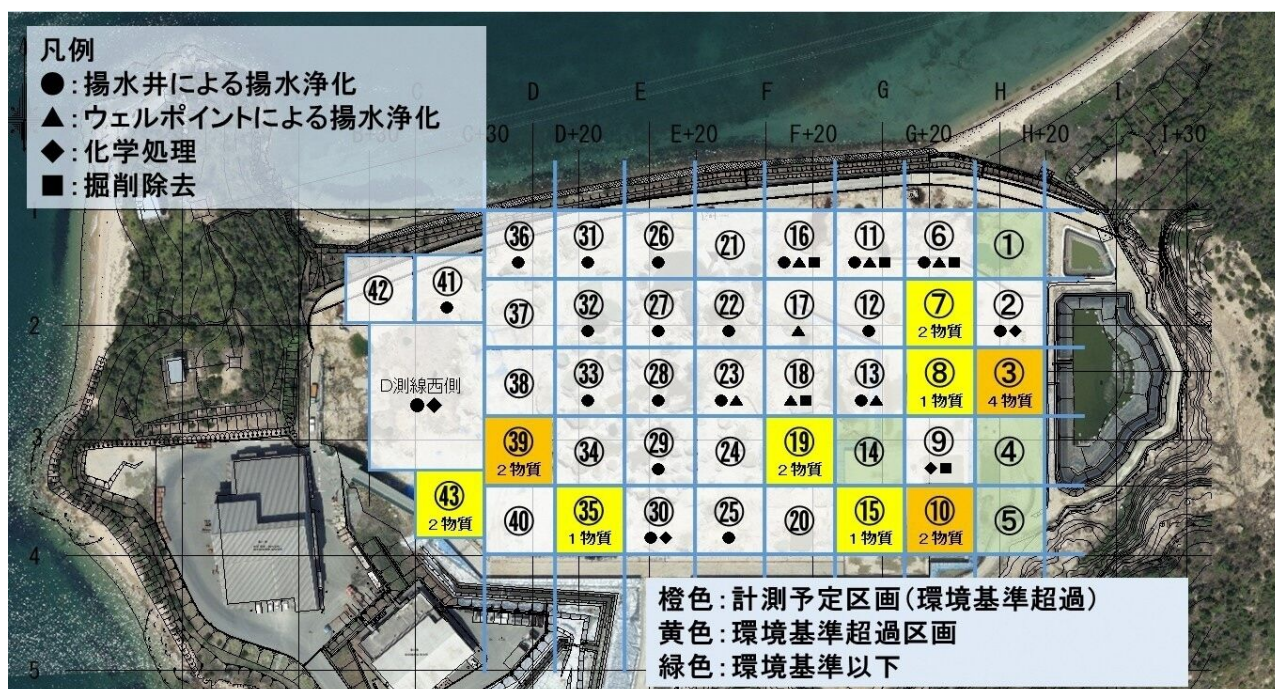 凡例
●:揚水井による揚水浄化
▲:ウェルポイントによる揚水浄化
◆:化学処理
■:掘削除去
C D E F G H I
C+30 D+20 E+20 F+20 G+20 H+20 I+30
1
㊱ ㉛ ㉖ ㉑ ⑯ ⑪ ⑥ ①
● ● ● ●▲■ ●▲■ ●▲■
㊷ ㊶
●
㊲ ㉜ ㉗ ㉒ ⑰ ⑫ ⑦ ②
● ● ● ▲ ● 2物質 ●◆
2
D測線西側
●◆
㊳ ㉝ ㉘ ㉓ ⑱ ⑬ ⑧ ③
● ● ●▲ ▲■ ●▲ 1物質 4物質
3
㊴ ㉞ ㉙ ㉔ ⑲ ⑭ ⑨ ④
2物質 ● 2物質 ◆■
㊸ ㊵ ㉟ ㉚ ㉕ ⑳ ⑮ ⑩ ⑤
2物質 1物質 ●◆ ● 1物質 2物質
4
橙色:計測予定区画(環境基準超過)
黄色:環境基準超過区画
緑色:環境基準以下
5